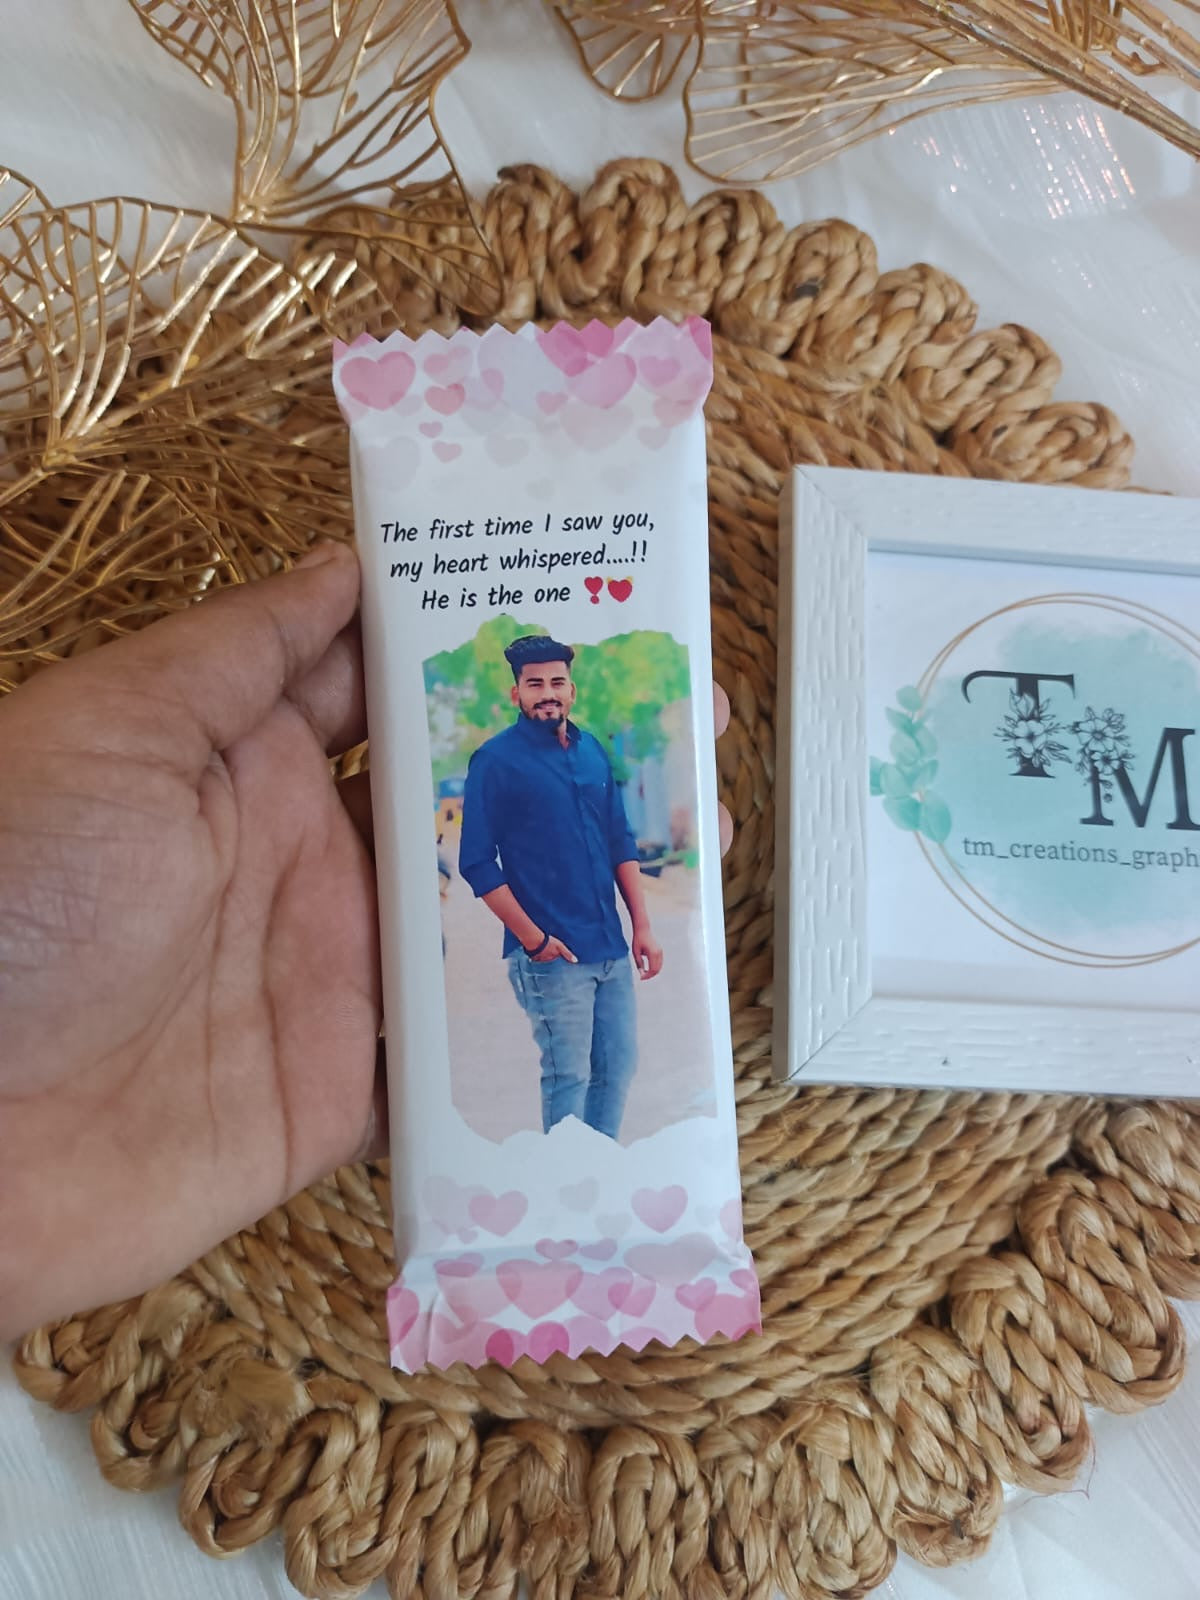 The first time I saw you,
my heart whispered....!!
He is the one ❣️💘
TM
tm_creations_graph